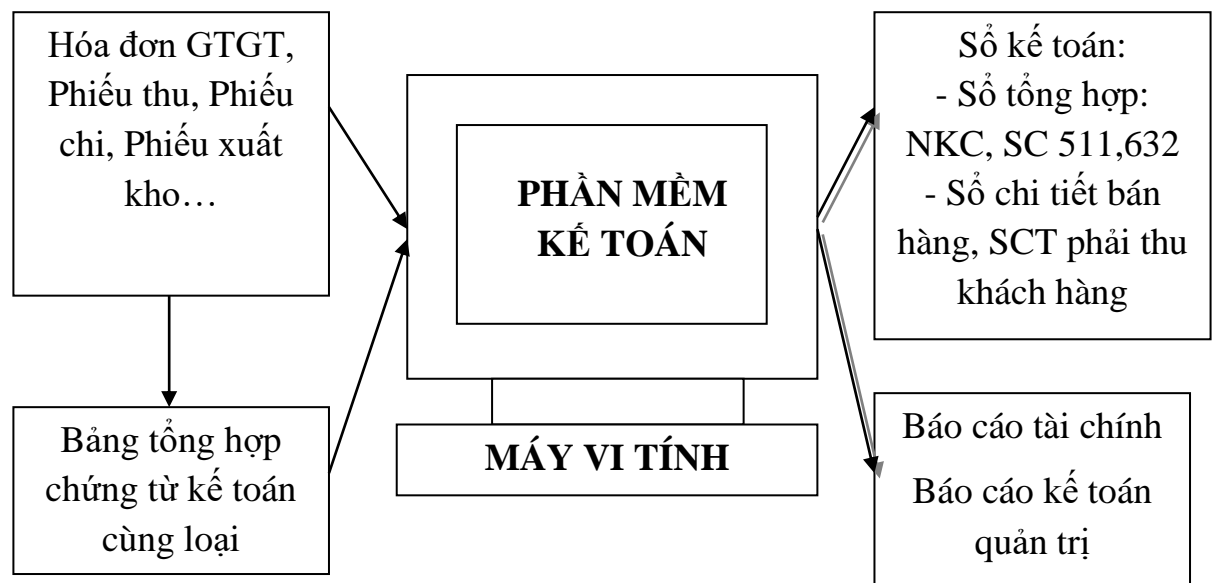 Hóa đơn GTGT,
Phiếu thu, Phiếu
chi, Phiếu xuất
kho…
Bảng tổng hợp
chứng từ kế toán
cùng loại
PHẦN MỀM
KẾ TOÁN
MÁY VI TÍNH
Sổ kế toán:
- Sổ tổng hợp:
NKC, SC 511,632
- Sổ chi tiết bán
hàng, SCT phải thu
khách hàng
Báo cáo tài chính
Báo cáo kế toán
quản trị